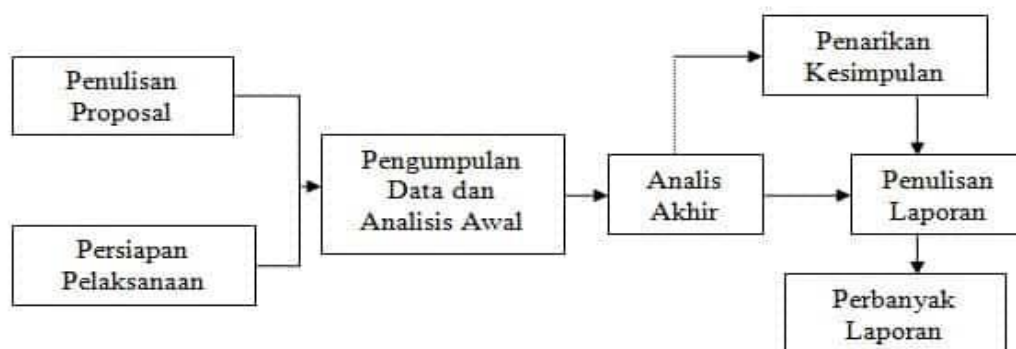 Penulisan
Proposal
Persiapan
Pelaksanaan
Pengumpulan
Data dan
Analisis Awal
Analis
Akhir
Penarikan
Kesimpulan
Penulisan
Laporan
Perbanyak
Laporan